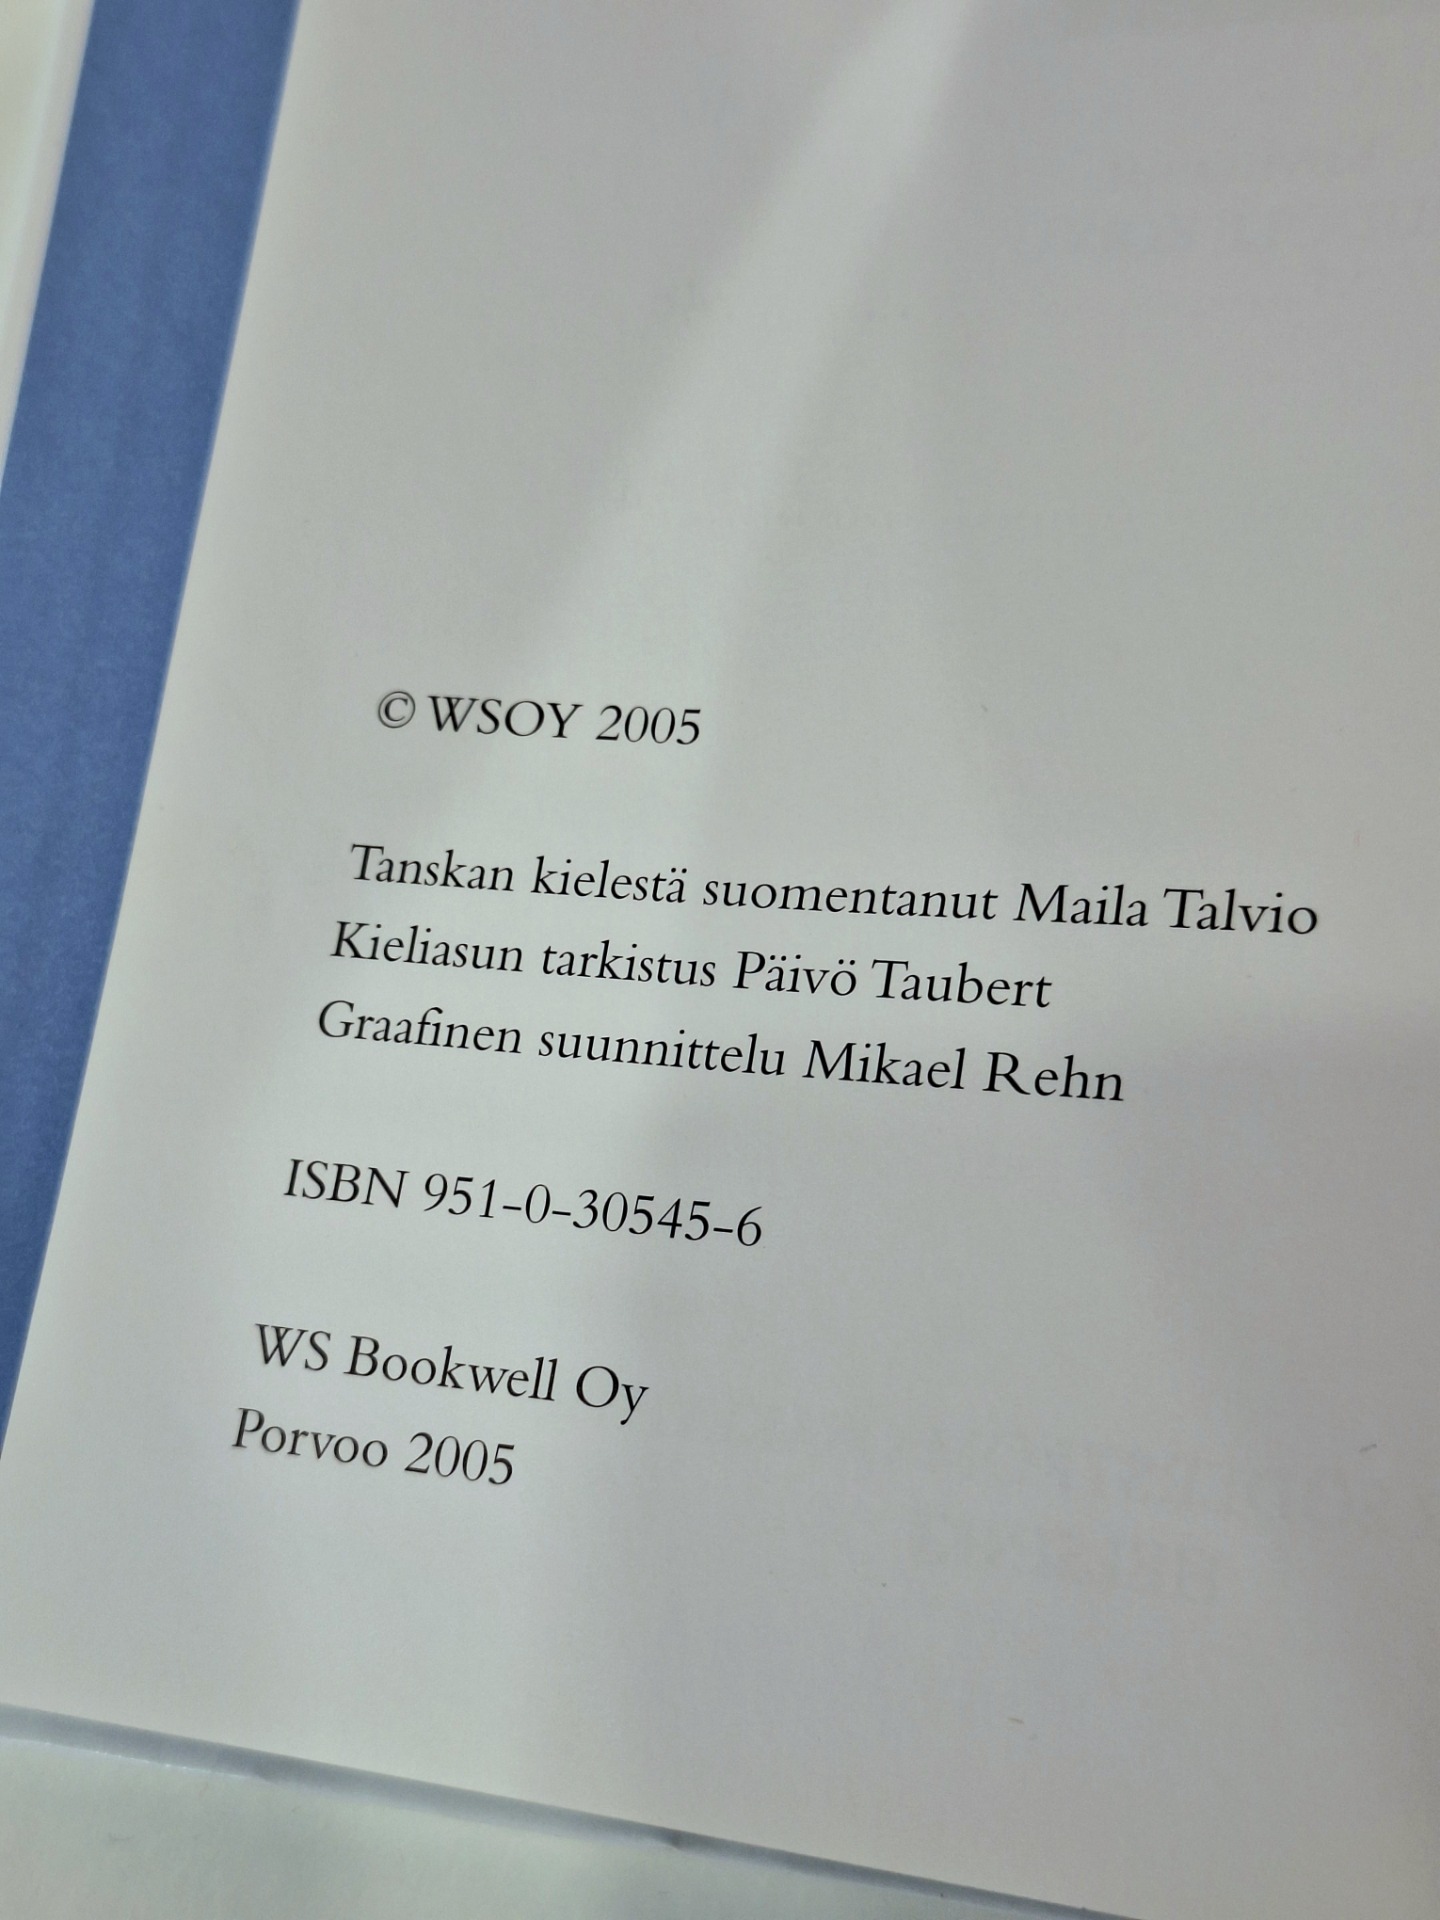 © WSOY 2005
Tanskan kielestä suomentanut Maila Talvio
Kieliasun tarkistus Päivö Taubert
Graafinen suunnittelu Mikael Rehn
ISBN 951-0-30545-6
WS Bookwell Oy
Porvoo 2005